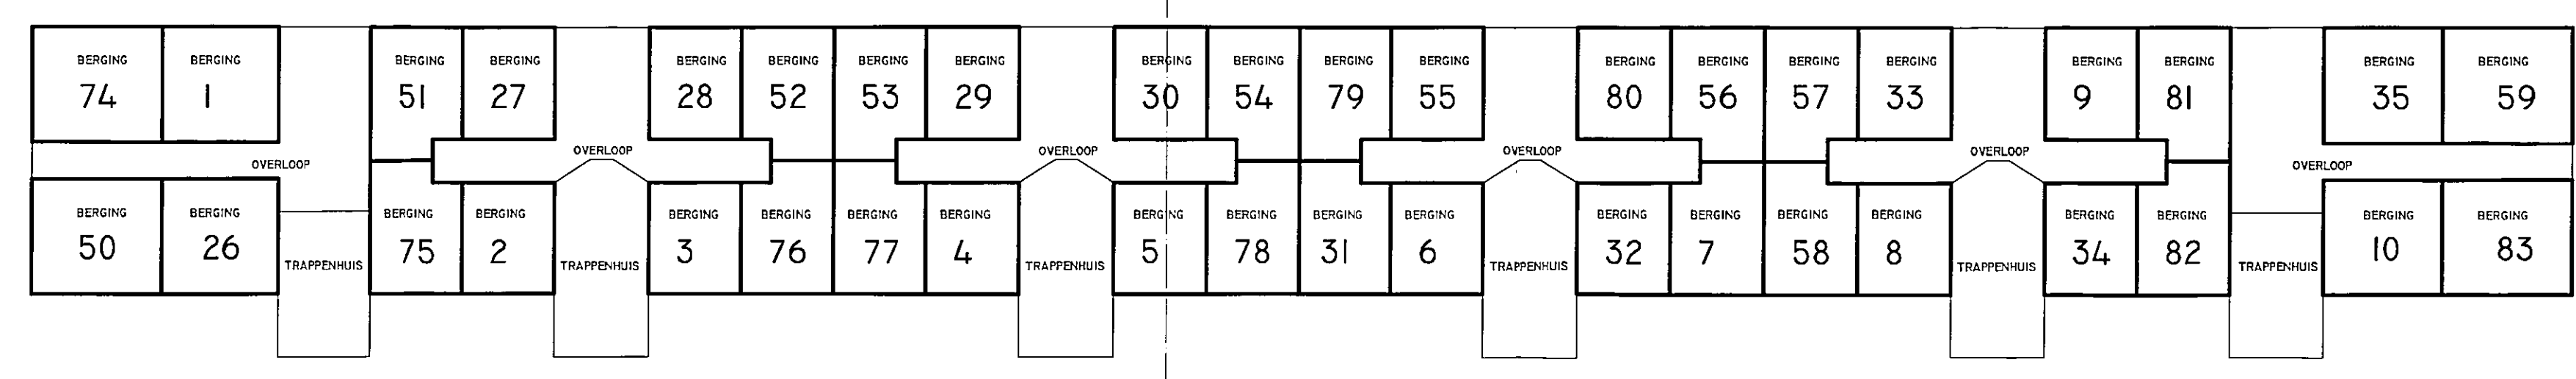 BERGING BERGING BERGING BERGING BERGING BERGING BERGING BERGING BERGING BERGING BERGING BERGING BERGING BERGING BERGING BERGING BERGING BERGING BERGING BERGING
74 1 51 27 28 52 53 29 30 54 79 55 80 56 57 33 9 81 35 59
OVERLOOP OVERLOOP OVERLOOP OVERLOOP OVERLOOP OVERLOOP
BERGING BERGING BERGING BERGING BERGING BERGING BERGING BERGING BERGING BERGING BERGING BERGING BERGING BERGING BERGING BERGING BERGING BERGING BERGING BERGING
50 26 75 2 3 76 77 4 5 78 31 6 32 7 58 8 34 82 10 83
TRAPPENHUIS TRAPPENHUIS TRAPPENHUIS TRAPPENHUIS TRAPPENHUIS TRAPPENHUIS